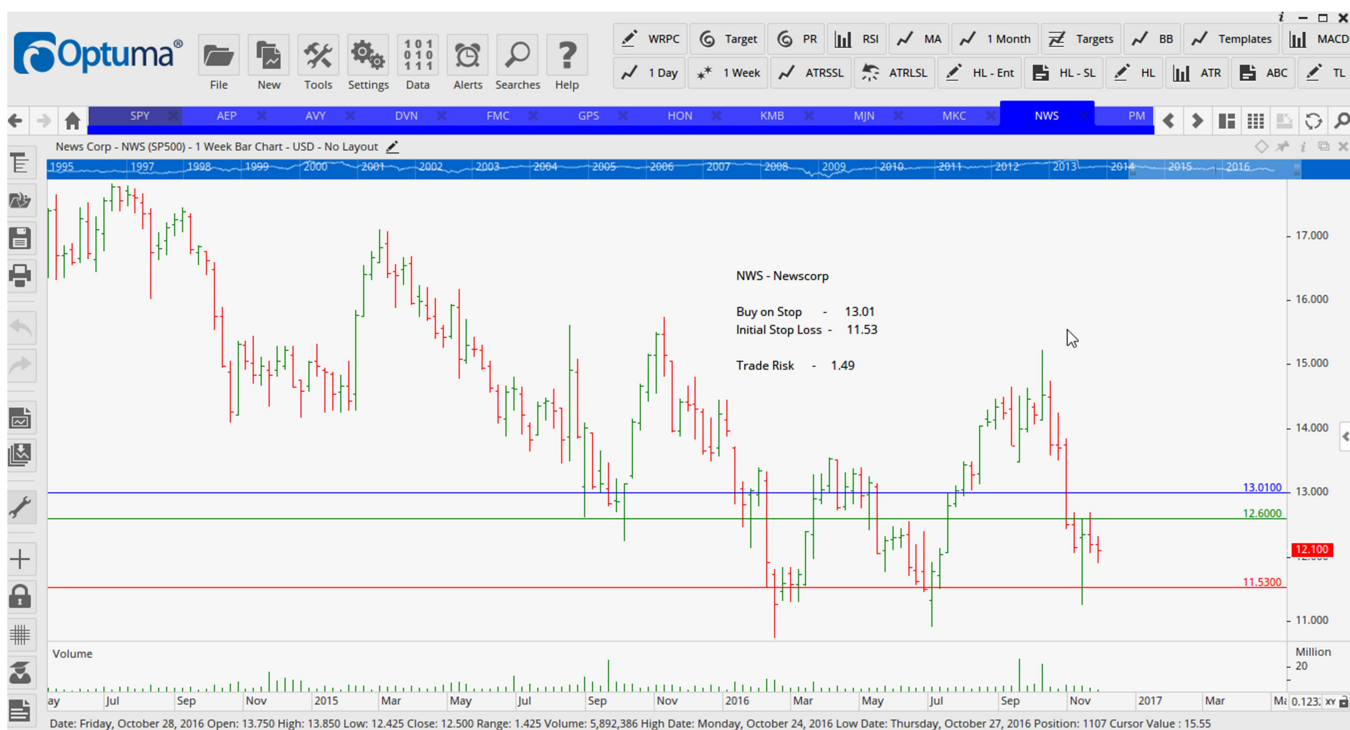 i
Optuma®
File New Tools Settings Data Alerts Searches Help
101
010
111
WRPC Target PR RSI MA 1 Month Targets BB Templates MACD
1 Day 1 Week ATRSSL ATRLSL HL - Ent HL - SL HL ATR ABC TL
SPY AEP AVY DVN FMC GPS HON KMB MJN MKC NWS PM
News Corp - NWS (SP500) - 1 Week Bar Chart - USD - No Layout
i
1995 1997 1998 1999 2000 2001 2002 2003 2004 2005 2006 2007 2008 2009 2010 2011 2012 2013 2014 2015 2016
17.000
NWS - Newscorp
16.000
Buy on Stop - 13.01
Initial Stop Loss - 11.53
15.000
Trade Risk - 1.49
14.000
13.0100 13.000
12.6000
12.100
11.5300
11.000
Volume
Million
20
ay Jul Sep Nov 2015 Mar May Jul Sep Nov 2016 Mar May Jul Sep Nov 2017 Mar
XY
Date: Friday, October 28, 2016 Open: 13.750 High: 13.850 Low: 12.425 Close: 12.500 Range: 1.425 Volume: 5,892,386 High Date: Monday, October 24, 2016 Low Date: Thursday, October 27, 2016 Position: 1107 Cursor Value : 15.55